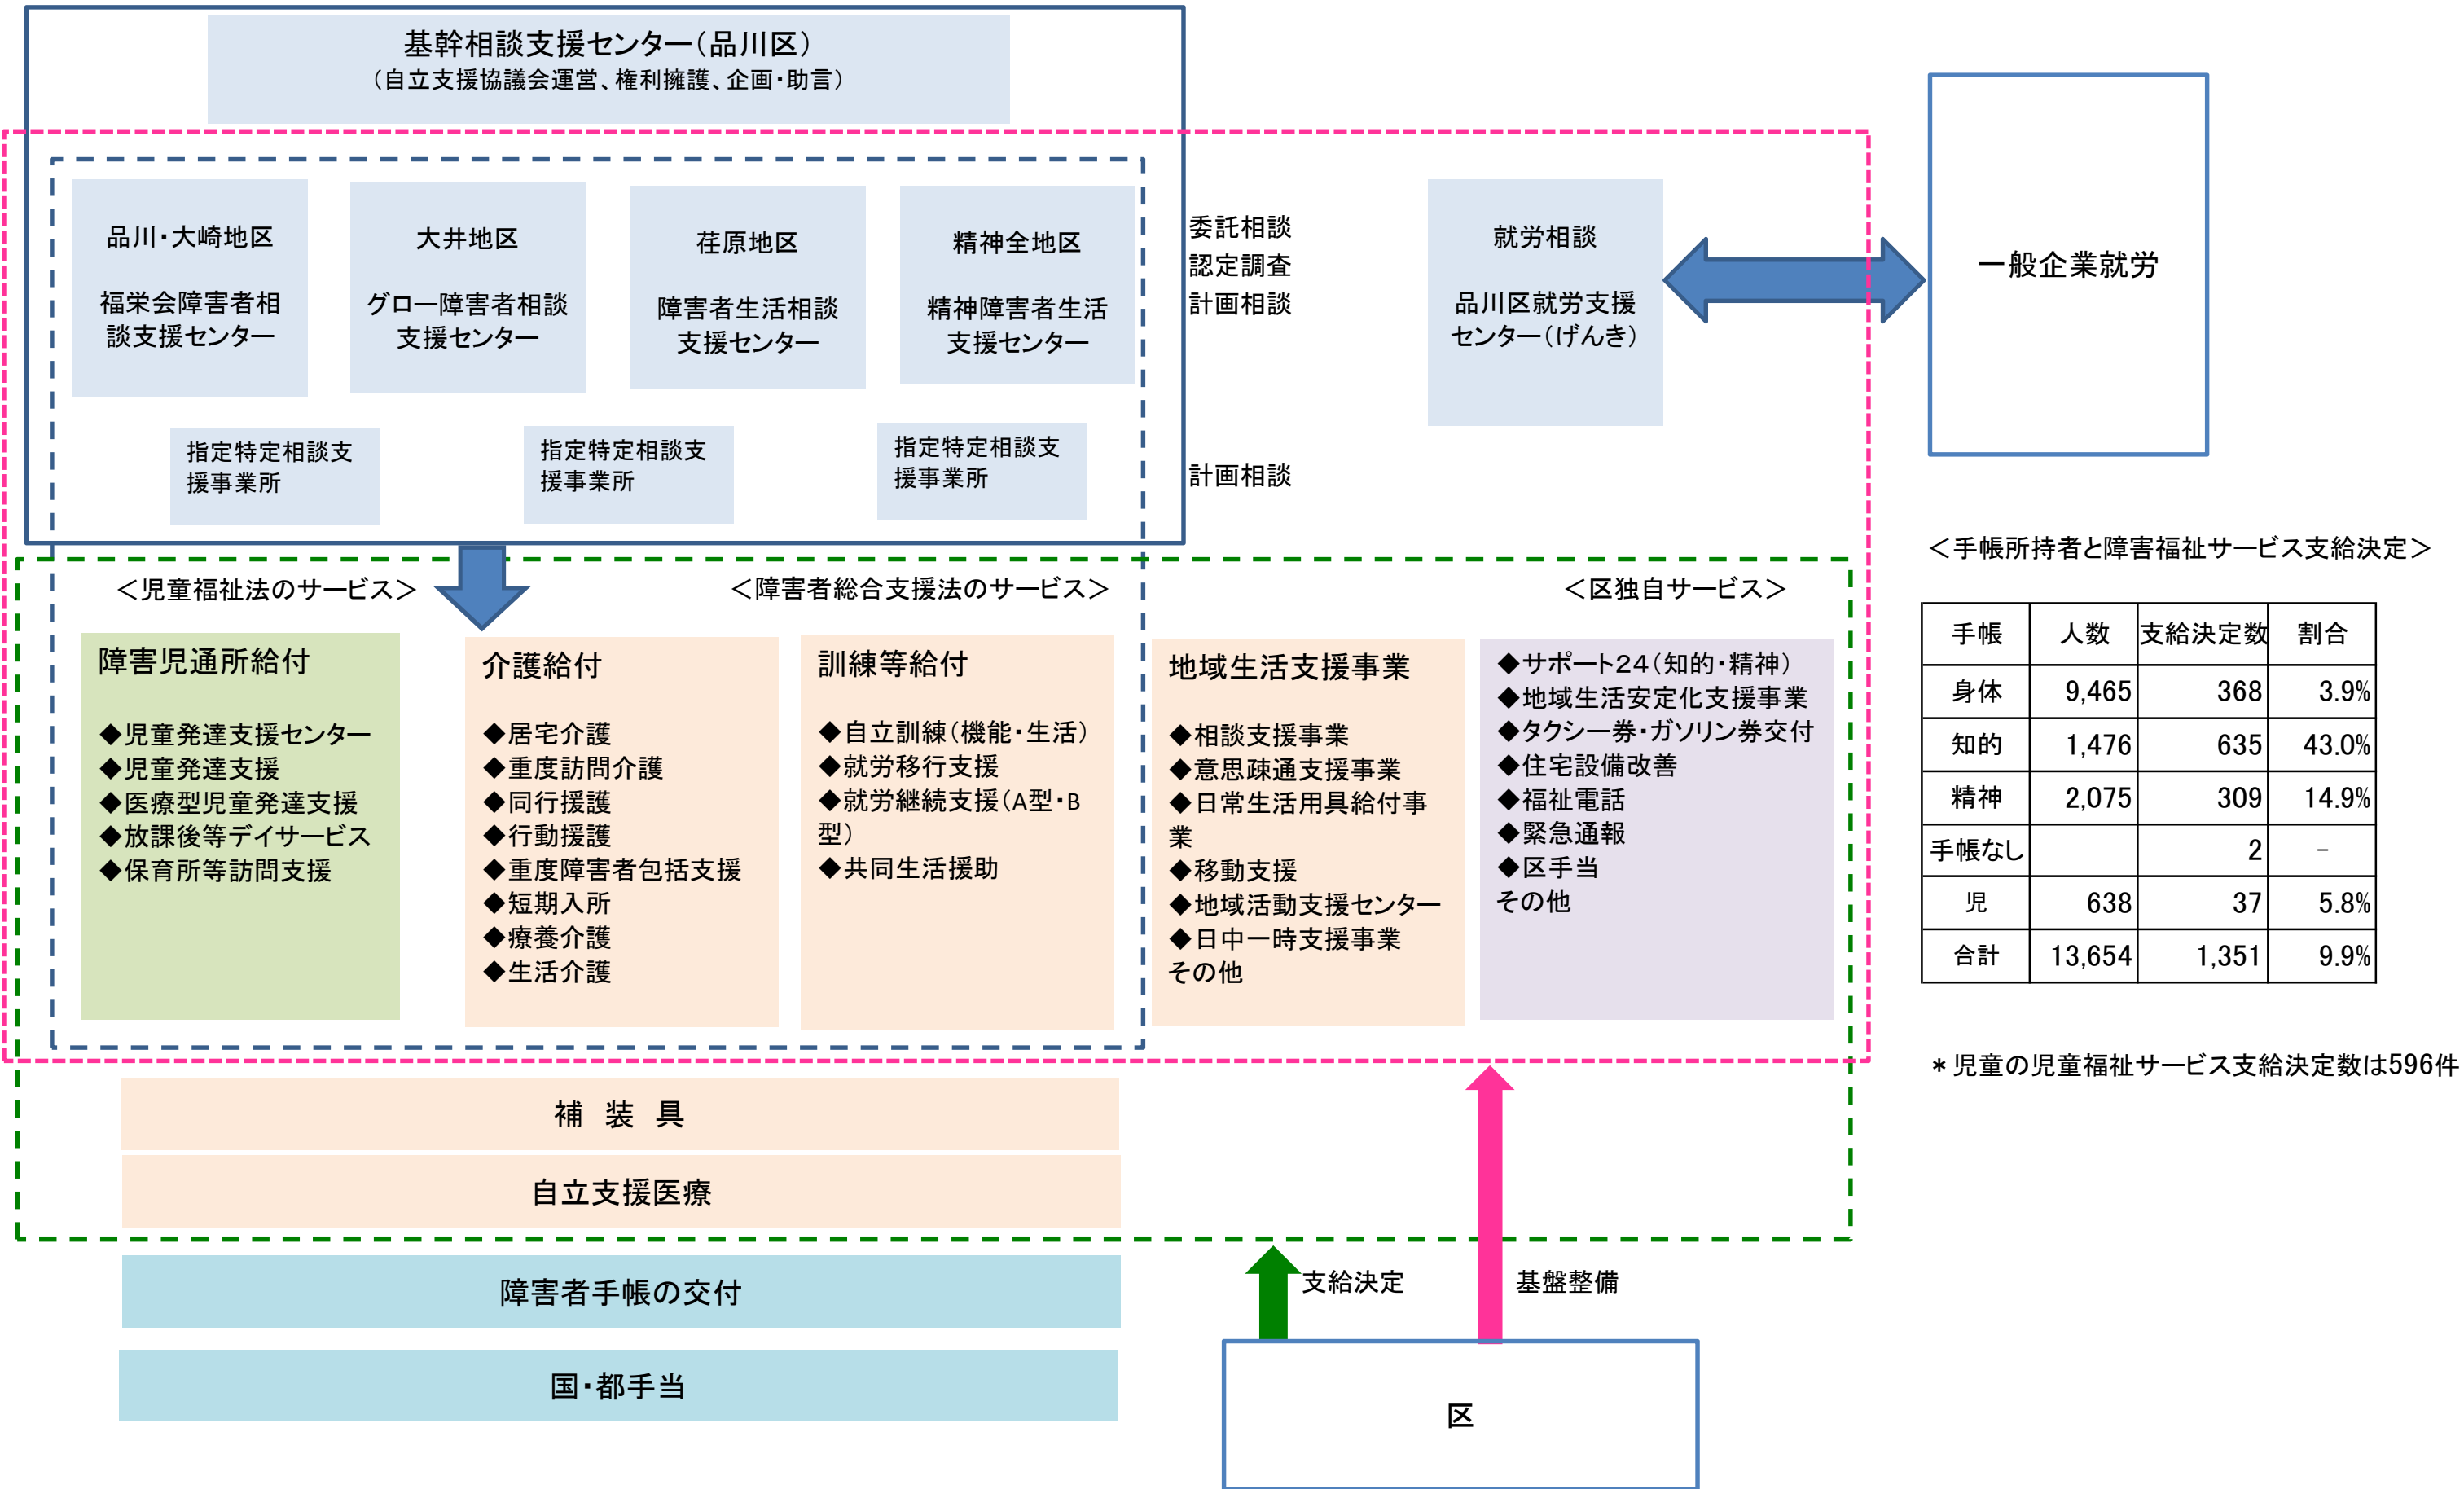 基幹相談支援センター（品川区）
（自立支援協議会運営、権利擁護、企画・助言）
品川・大崎地区
福栄会障害者相
談支援センター
大井地区
グロー障害者相談
支援センター
荏原地区
障害者生活相談
支援センター
精神全地区
精神障害者生活
支援センター
委託相談
認定調査
計画相談
就労相談
品川区就労支援
センター（げんき）
一般企業就労
指定特定相談支
援事業所
指定特定相談支
援事業所
指定特定相談支
援事業所
計画相談
＜児童福祉法のサービス＞
＜障害者総合支援法のサービス＞
＜区独自サービス＞
障害児通所給付
◆児童発達支援センター
◆児童発達支援
◆医療型児童発達支援
◆放課後等デイサービス
◆保育所等訪問支援
介護給付
◆居宅介護
◆重度訪問介護
◆同行援護
◆行動援護
◆重度障害者包括支援
◆短期入所
◆療養介護
◆生活介護
訓練等給付
◆自立訓練（機能・生活）
◆就労移行支援
◆就労継続支援（A型・B
型）
◆共同生活援助
地域生活支援事業
◆相談支援事業
◆意思疎通支援事業
◆日常生活用具給付事
業
◆移動支援
◆地域活動支援センター
◆日中一時支援事業
その他
◆サポート24（知的・精神）
◆地域生活安定化支援事業
◆タクシー券・ガソリン券交付
◆住宅設備改善
◆福祉電話
◆緊急通報
◆区手当
その他
＜手帳所持者と障害福祉サービス支給決定＞
手帳 人数 支給決定数 割合
身体 9,465 368 3.9%
知的 1,476 635 43.0%
精神 2,075 309 14.9%
手帳なし 2 －
児 638 37 5.8%
合計 13,654 1,351 9.9%
＊児童の児童福祉サービス支給決定数は596件
補　装　具
自立支援医療
障害者手帳の交付
国・都手当
支給決定
基盤整備
区